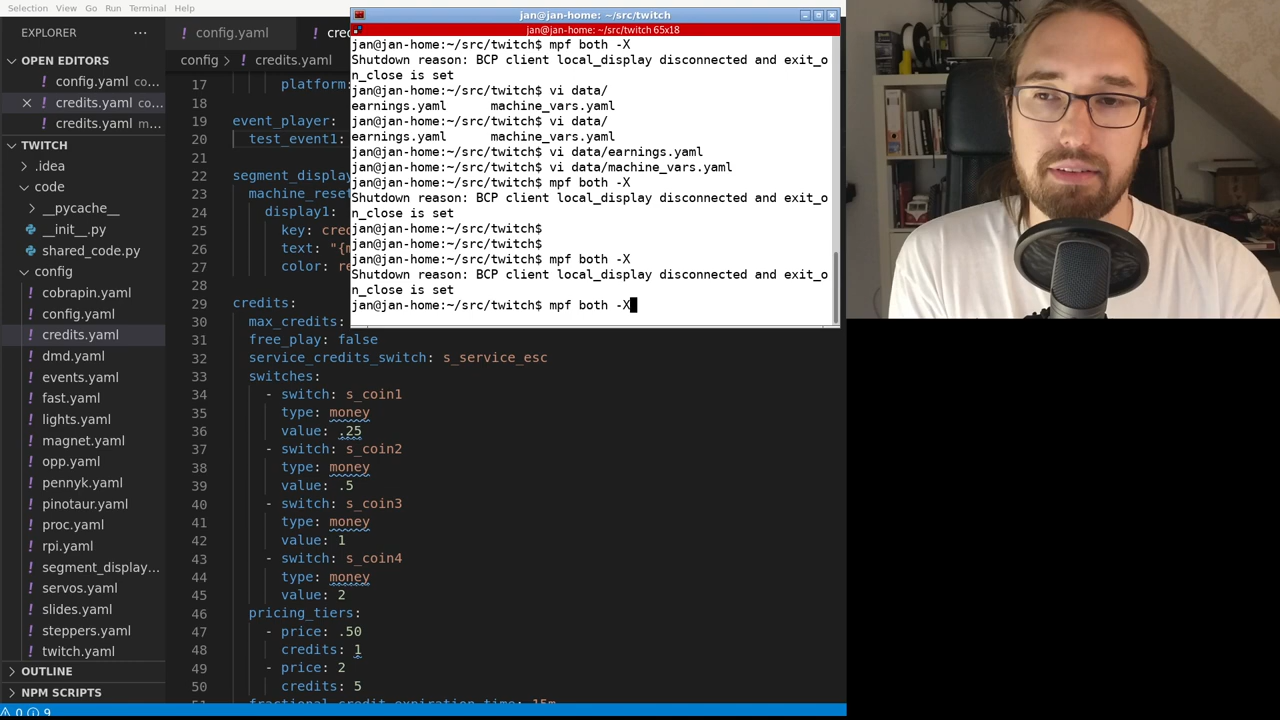 Selection View Go Run Terminal Help
EXPLORER
OPEN EDITORS
config.yaml co...
credits.yaml co...
credits.yaml m...
TWITCH
.idea
code
__pycache__
__init__.py
shared_code.py
config
cobrapin.yaml
config.yaml
credits.yaml
dmd.yaml
events.yaml
fast.yaml
lights.yaml
magnet.yaml
opp.yaml
pennyk.yaml
pinotaur.yaml
proc.yaml
rpi.yaml
segment_display...
servos.yaml
slides.yaml
steppers.yaml
twitch.yaml
OUTLINE
NPM SCRIPTS
0 9
config.yaml
config > credits.yaml
17 platform:
18
19 event_player:
20 test_event1:
21
22
23
24 display1:
25
26
27
28
29 credits:
30 max_credits:
31 free_play: false
32 service_credits_switch: s_service_esc
33 switches:
34 - switch: s_coin1
35 type: money
36 value: .25
37 - switch: s_coin2
38 type: money
39 value: .5
40 - switch: s_coin3
41 type: money
42 value: 1
43 - switch: s_coin4
44 type: money
45 value: 2
46 pricing_tiers:
47 - price: .50
48 credits: 1
49 - price: 2
50 credits: 5
jan@jan-home: ~/src/twitch
jan@jan-home:~/src/twitch 65x18
jan@jan-home:~/src/twitch$ mpf both -X
Shutdown reason: BCP client local_display disconnected and exit_o
n_close is set
jan@jan-home:~/src/twitch$ vi data/
earnings.yaml machine_vars.yaml
jan@jan-home:~/src/twitch$ vi data/
earnings.yaml machine_vars.yaml
jan@jan-home:~/src/twitch$ vi data/earnings.yaml
jan@jan-home:~/src/twitch$ vi data/machine_vars.yaml
jan@jan-home:~/src/twitch$ mpf both -X
Shutdown reason: BCP client local_display disconnected and exit_o
n_close is set
jan@jan-home:~/src/twitch$
jan@jan-home:~/src/twitch$
jan@jan-home:~/src/twitch$ mpf both -X
Shutdown reason: BCP client local_display disconnected and exit_o
n_close is set
jan@jan-home:~/src/twitch$ mpf both -X